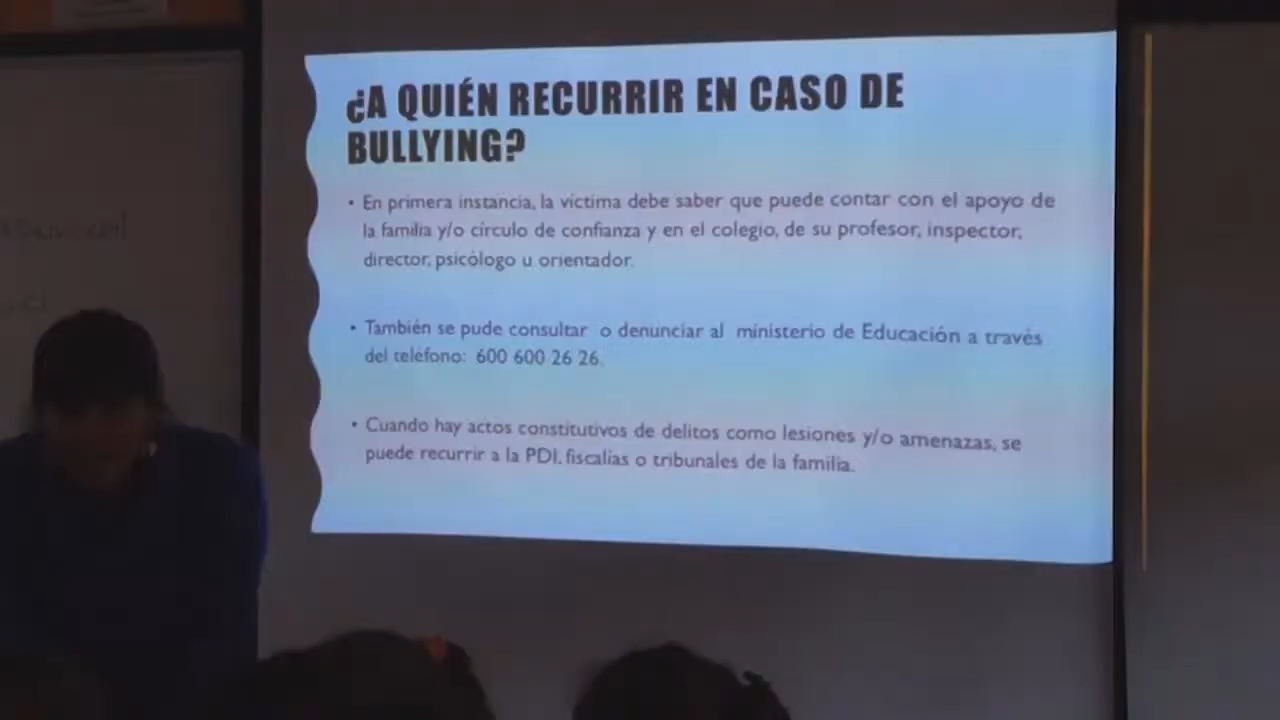 ¿A QUIÉN RECURRIR EN CASO DE
BULLYING?
• En primera instancia, la víctima debe saber que puede contar con el apoyo de
la familia y/o círculo de confianza y en el colegio, de su profesor, inspector,
director, psicólogo u orientador.
• También se pude consultar o denunciar al ministerio de Educación a través
del teléfono: 600 600 26 26.
• Cuando hay actos constitutivos de delitos como lesiones y/o amenazas, se
puede recurrir a la PDI, fiscalías o tribunales de la familia.